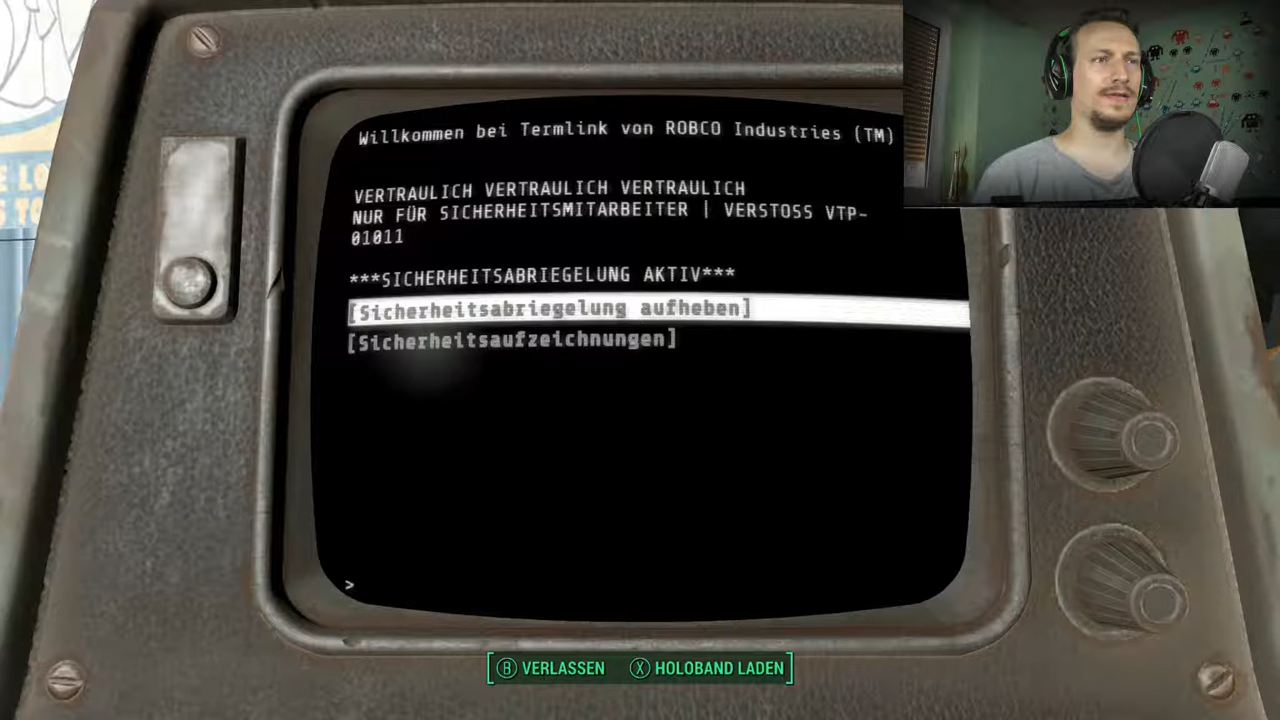 Willkommen bei Termlink von ROBCO Industries (TM)
VERTRAULICH VERTRAULICH VERTRAULICH
NUR FÜR SICHERHEITSMITARBEITER | VERSTOSS VTP-
01011
***SICHERHEITSABRIEGELUNG AKTIV***
[Sicherheitsabriegelung aufheben]
[Sicherheitsaufzeichnungen]
>
B VERLASSEN X HOLOBAND LADEN